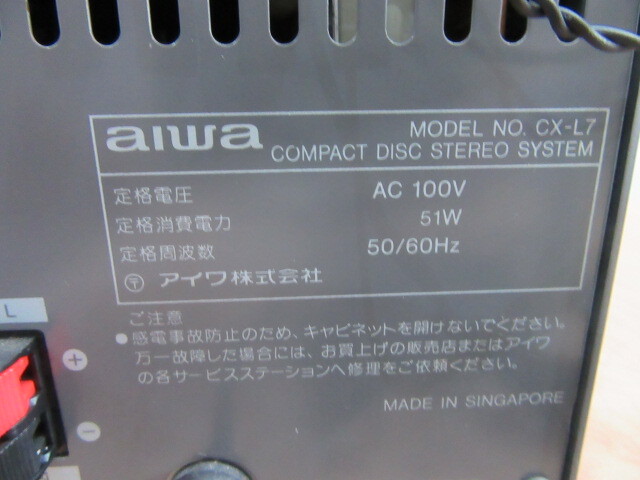 aiwa
MODEL NO. CX-L7
COMPACT DISC STEREO SYSTEM
定格電圧 AC 100V
定格消費電力 51W
定格周波数 50/60Hz
〒 アイワ株式会社
ご注意
●感電事故防止のため、キャビネットを開けないでください。
万一故障した場合には、お買上げの販売店またはアイワ
の各サービスステーションへ修理をご依頼ください。
MADE IN SINGAPORE
L
+
−